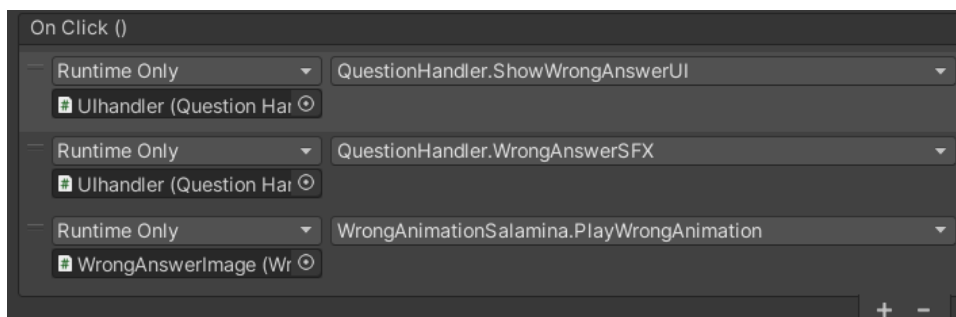 On Click ()
Runtime Only QuestionHandler.ShowWrongAnswerUI
UIhandler (Question Har
Runtime Only QuestionHandler.WrongAnswerSFX
UIhandler (Question Har
Runtime Only WrongAnimationSalamina.PlayWrongAnimation
WrongAnswerImage (Wr
+ -